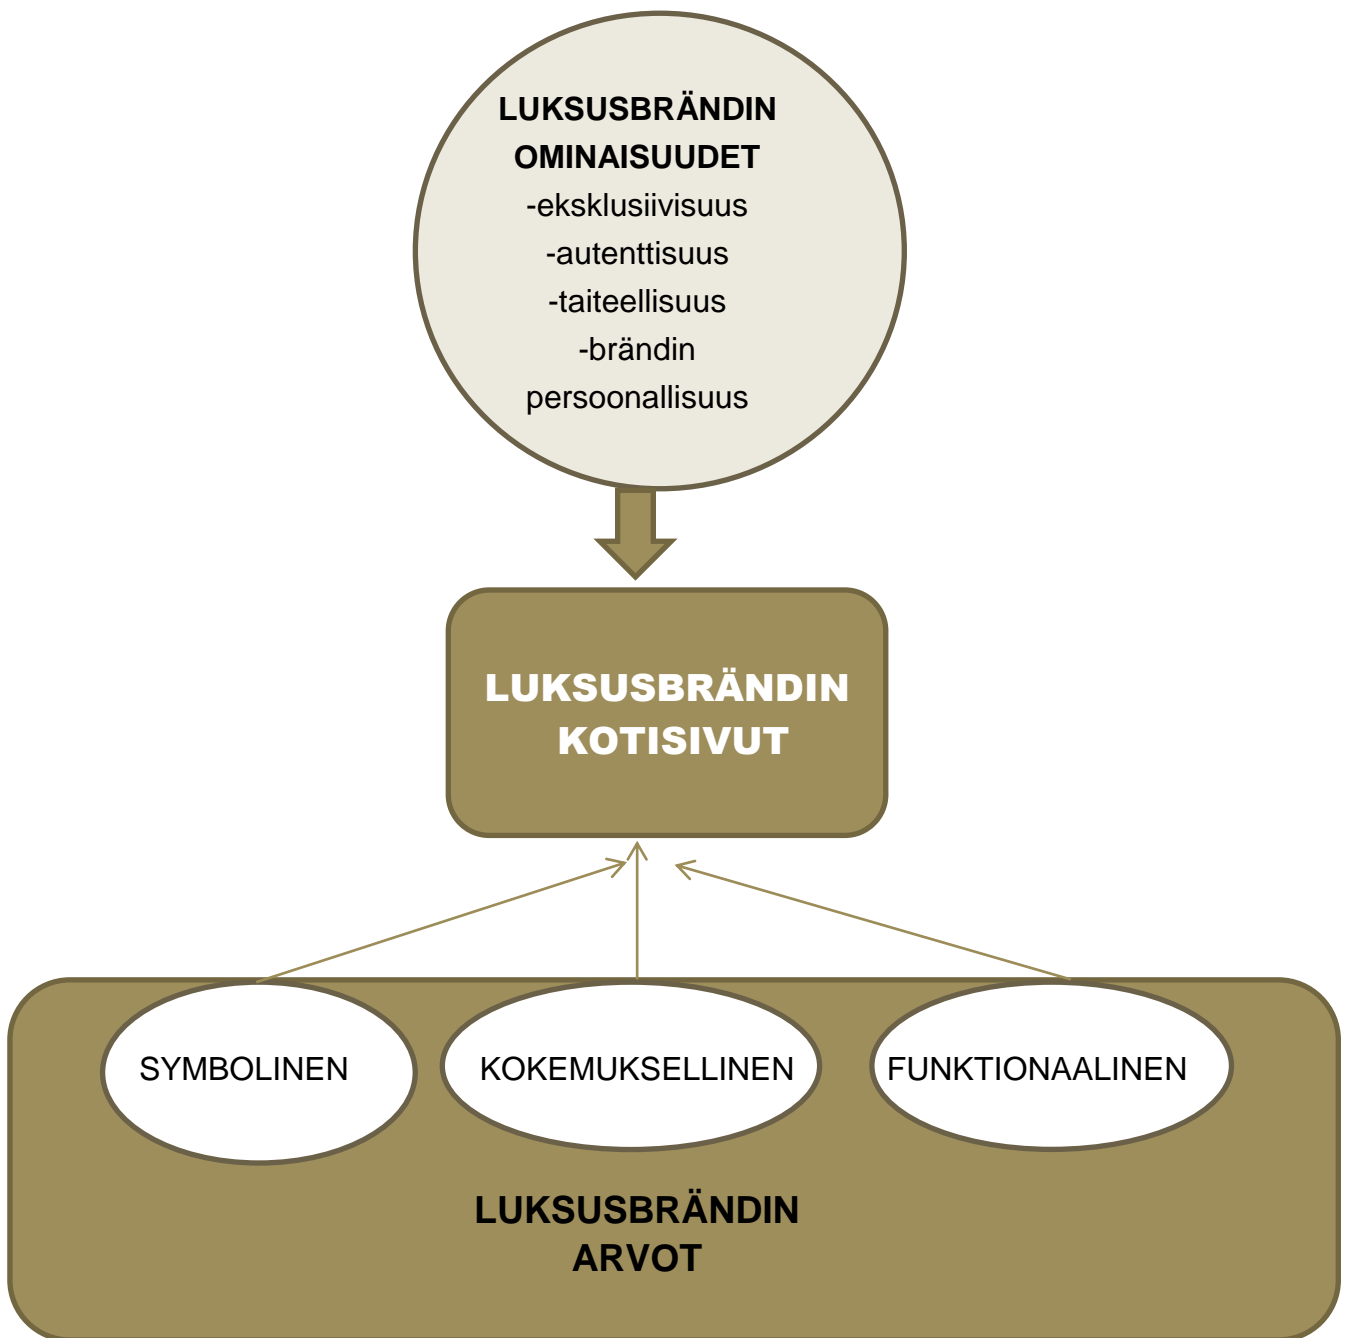 LUKSUSBRÄNDIN
OMINAISUUDET
-eksklusiivisuus
-autenttisuus
-taiteellisuus
-brändin
persoonallisuus
LUKSUSBRÄNDIN
KOTISIVUT
SYMBOLINEN
KOKEMUKSELLINEN
FUNKTIONAALINEN
LUKSUSBRÄNDIN
ARVOT